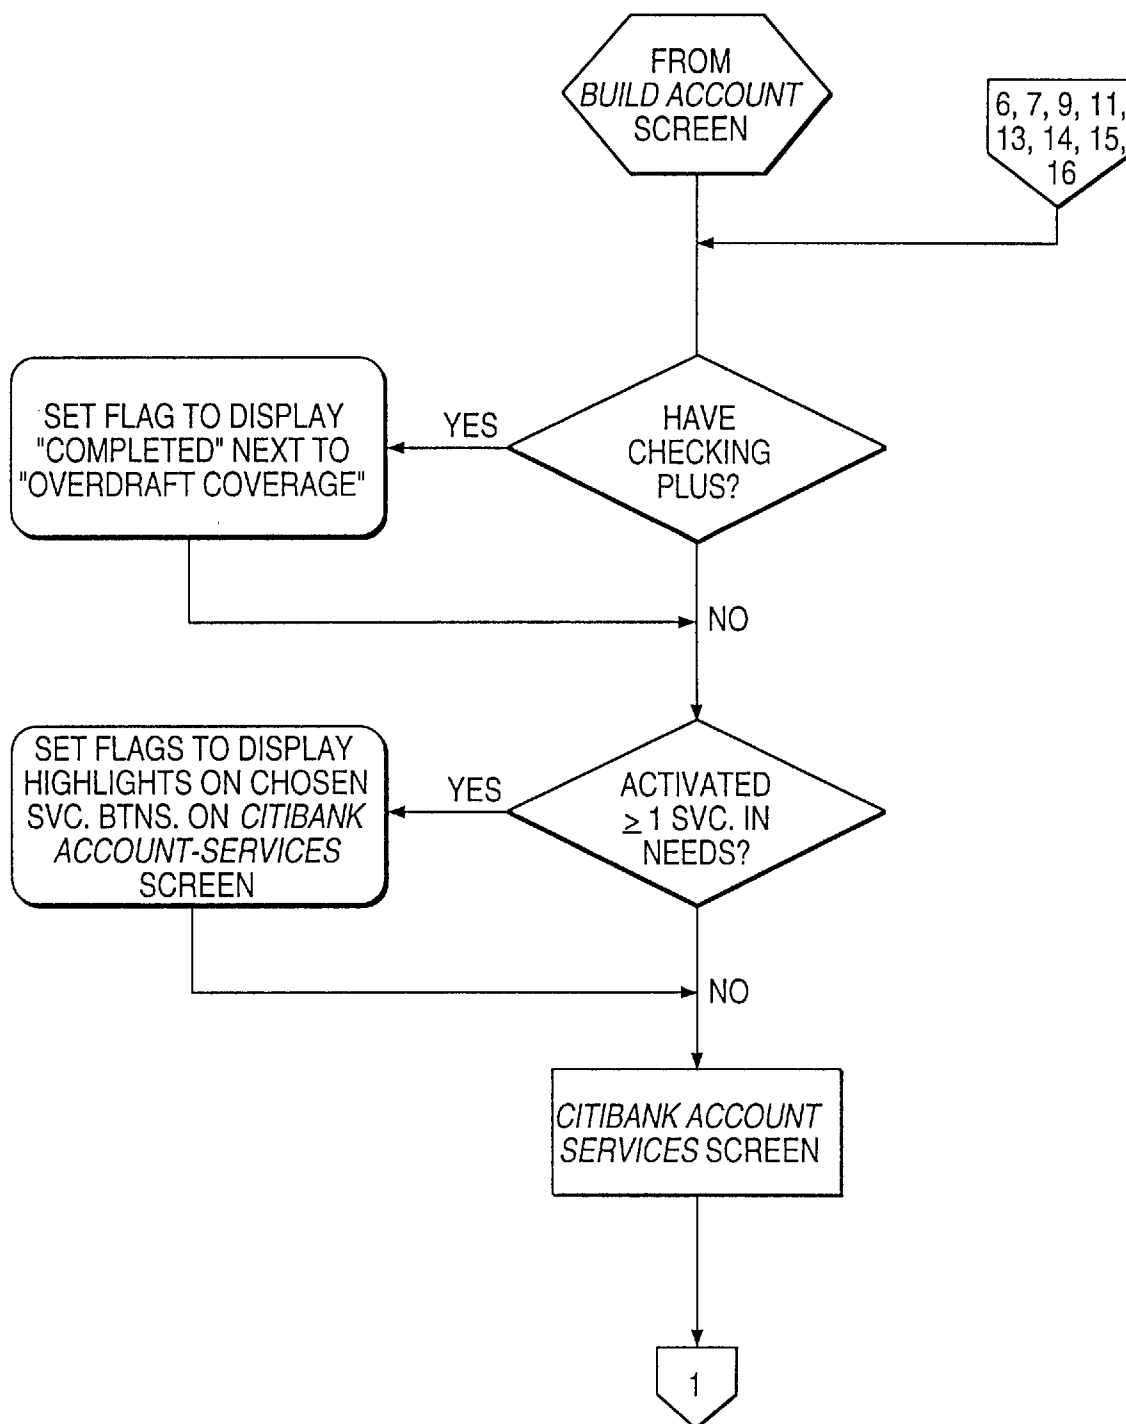 FROM
BUILD ACCOUNT
SCREEN
6, 7, 9, 11,
13, 14, 15,
16
HAVE
CHECKING
PLUS?
YES
SET FLAG TO DISPLAY
"COMPLETED" NEXT TO
"OVERDRAFT COVERAGE"
NO
ACTIVATED
≥ 1 SVC. IN
NEEDS?
YES
SET FLAGS TO DISPLAY
HIGHLIGHTS ON CHOSEN
SVC. BTNS. ON CITIBANK
ACCOUNT-SERVICES
SCREEN
NO
CITIBANK ACCOUNT
SERVICES SCREEN
1